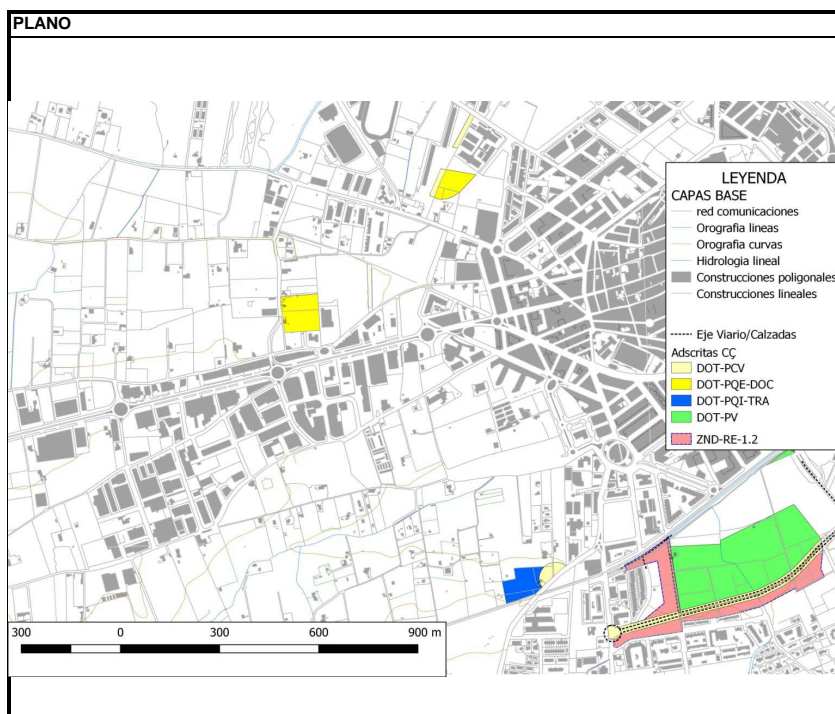 PLANO
LEYENDA
CAPAS BASE
red comunicaciones
Orografia lineas
Orografia curvas
Hidrologia lineal
Construcciones poligonales
Construcciones lineales
Eje Viario/Calzadas
Adscritas CÇ
DOT-PCV
DOT-PQE-DOC
DOT-PQI-TRA
DOT-PV
ZND-RE-1.2
300 0 300 600 900 m